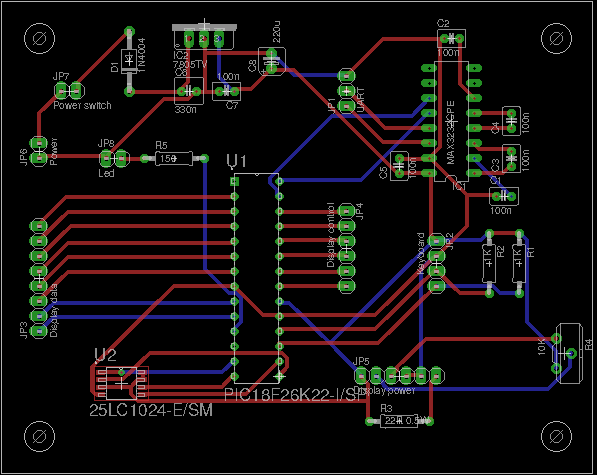 C2
100n
220u
C8
1N4004
D1
IC2
7805TV
C6
330n
100n
C7
JP7
Power switch
JP1
UART
MAX3232CPE
IC1
C4
100n
C3
100n
C5
100n
C1
100n
JP6
Power
JP8
Led
R5
150
U1
JP4
Display control
JP2
Keyboard
1K
R2
1K
R1
JP3
Display data
10K
R4
U2
25LC1024-E/SM
PIC18F26K22-I/SP
JP5
Display power
R3
22R 0.5W